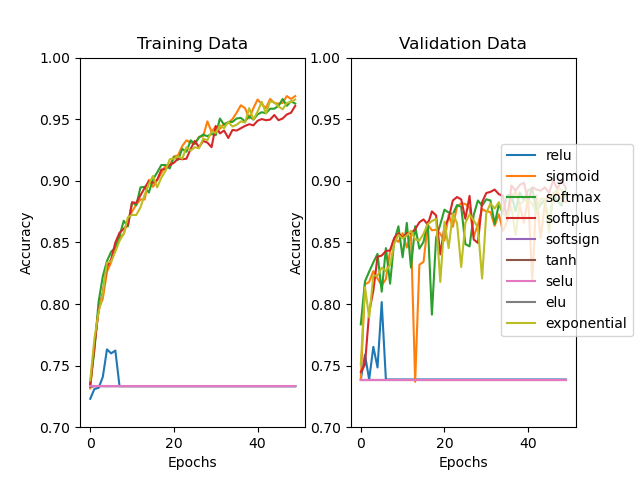 Training Data
Validation Data
1.00
0.95
0.90
0.85
0.80
0.75
0.70
Accuracy
0
20
40
Epochs
1.00
0.95
0.90
0.85
0.80
0.75
0.70
Accuracy
0
20
40
Epochs
relu
sigmoid
softmax
softplus
softsign
tanh
selu
elu
exponential